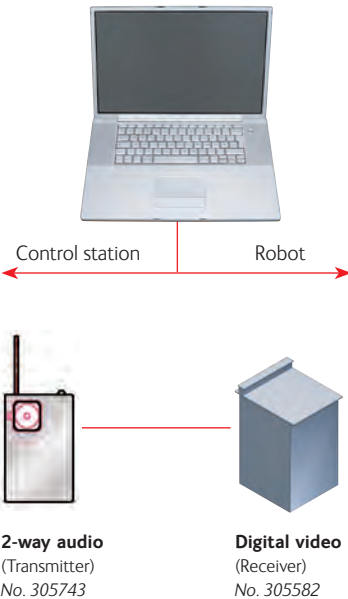 Control station Robot
2-way audio
(Transmitter)
No. 305743
Digital video
(Receiver)
No. 305582